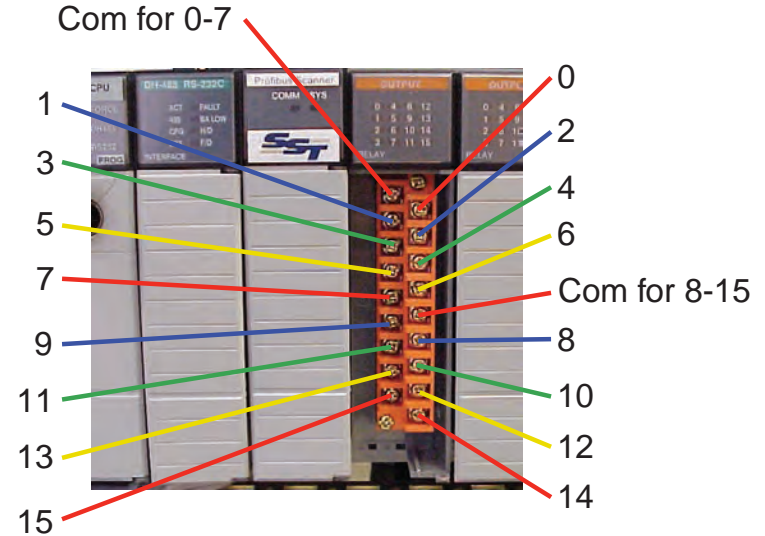 Com for 0-7
0
1
2
3
4
5
6
7
Com for 8-15
8
9
10
11
12
13
14
15
CPU
DH-485 RS-232C
ACT FAULT
485 BA LOW
CFG
INTERFACE
PROG
Profibus Scanner
COMM SYS
SST
OUTPUT
0 4 8 12
1 5 9 13
2 6 10 14
3 7 11 15
RELAY